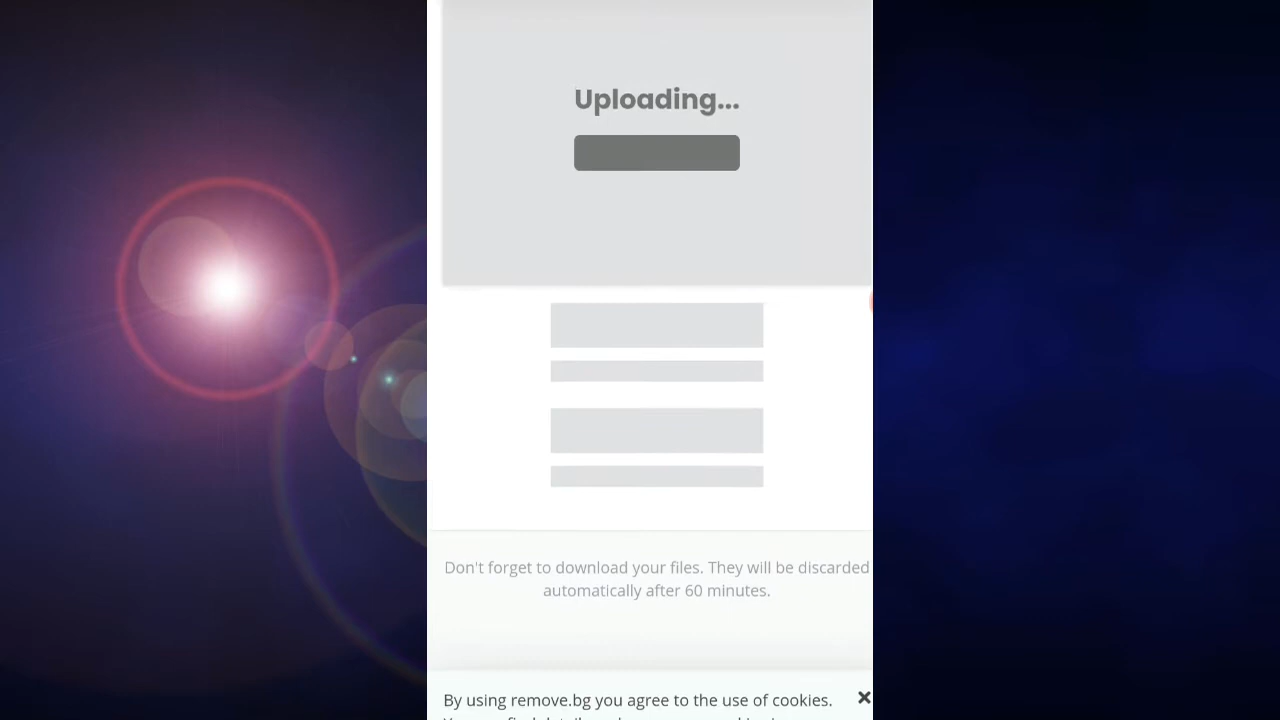 Uploading...
Don't forget to download your files. They will be discarded
automatically after 60 minutes.
By using remove.bg you agree to the use of cookies.